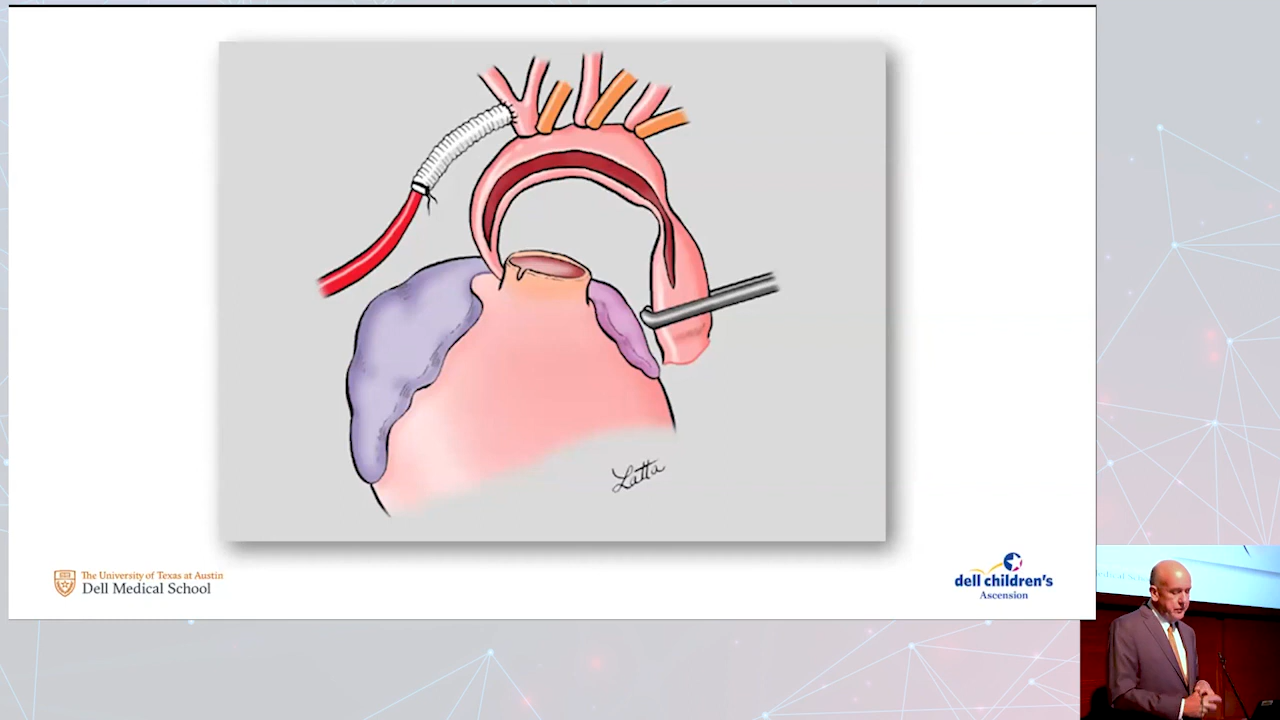 Latta
The University of Texas at Austin
Dell Medical School
dell children's
Ascension